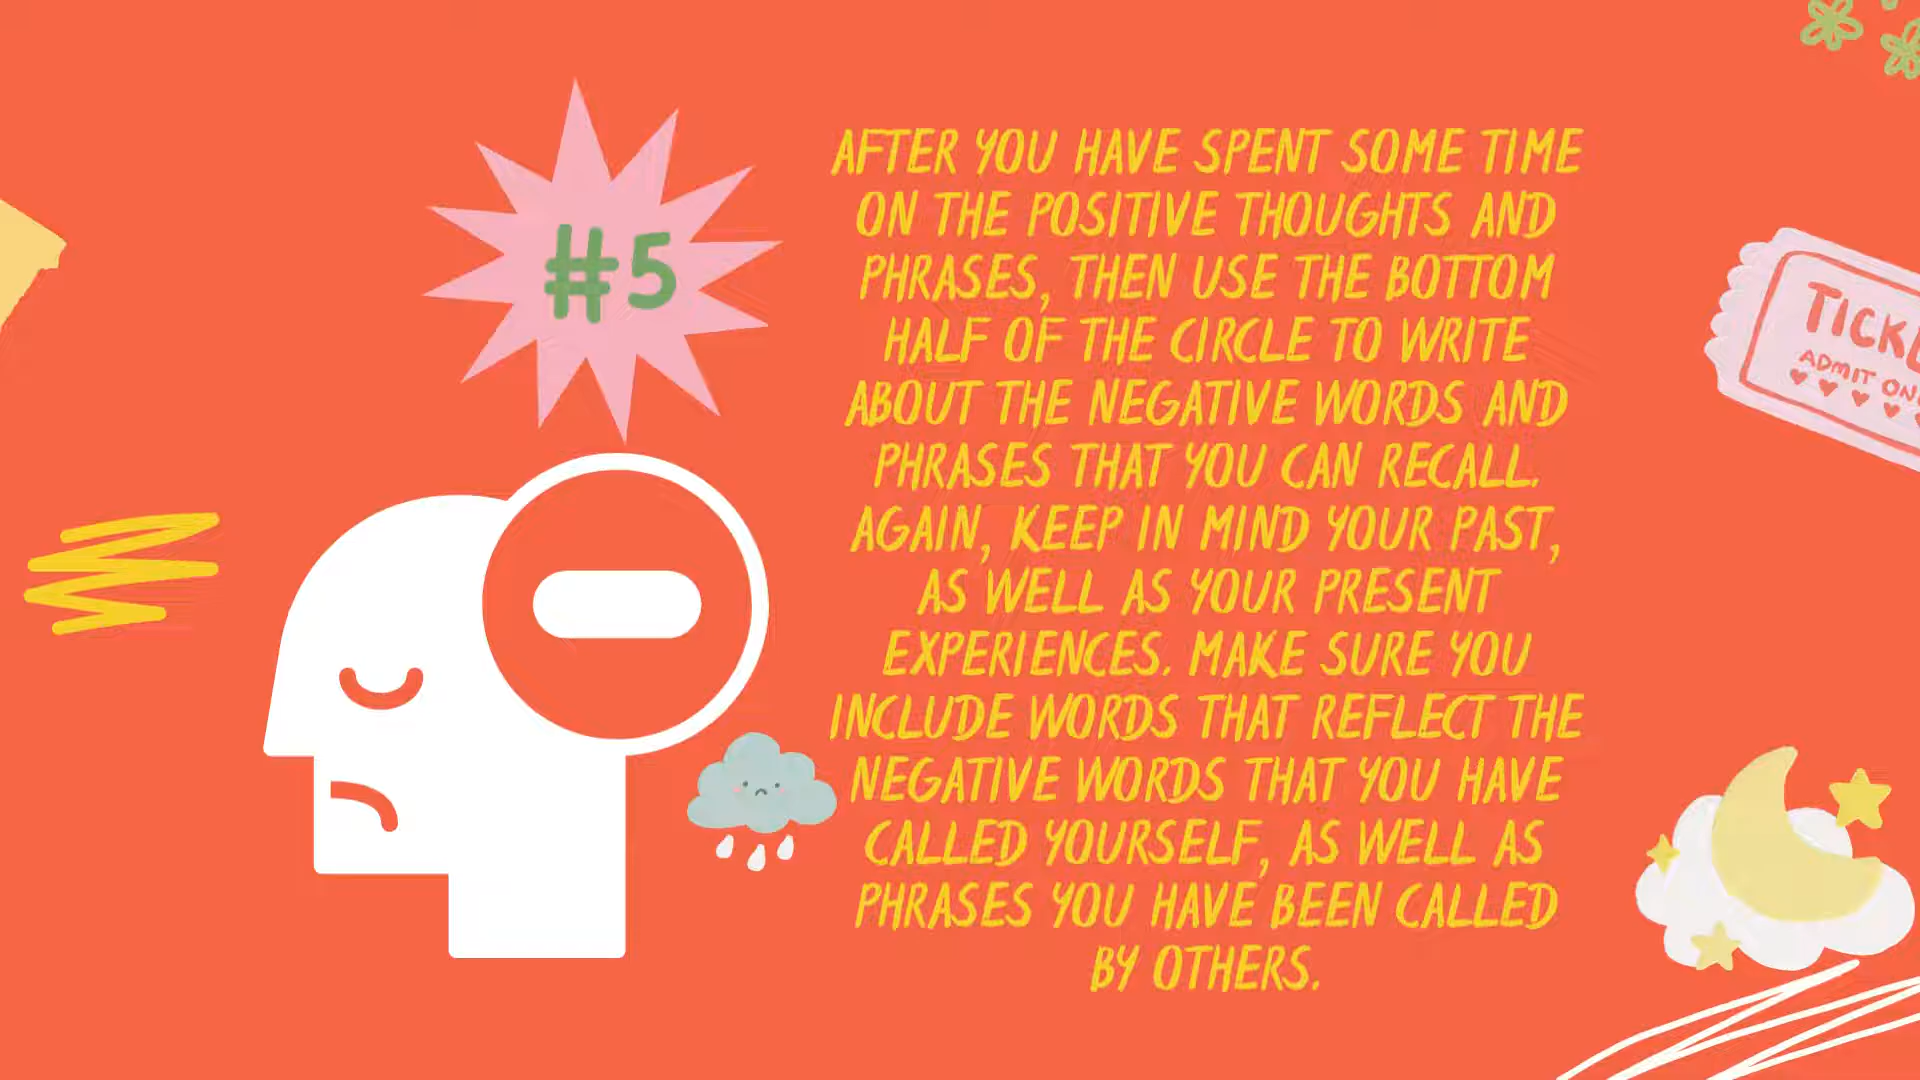 #5
AFTER YOU HAVE SPENT SOME TIME
ON THE POSITIVE THOUGHTS AND
PHRASES, THEN USE THE BOTTOM
HALF OF THE CIRCLE TO WRITE
ABOUT THE NEGATIVE WORDS AND
PHRASES THAT YOU CAN RECALL.
AGAIN, KEEP IN MIND YOUR PAST,
AS WELL AS YOUR PRESENT
EXPERIENCES. MAKE SURE YOU
INCLUDE WORDS THAT REFLECT THE
NEGATIVE WORDS THAT YOU HAVE
CALLED YOURSELF, AS WELL AS
PHRASES YOU HAVE BEEN CALLED
BY OTHERS.
TICKE
ADMIT ON